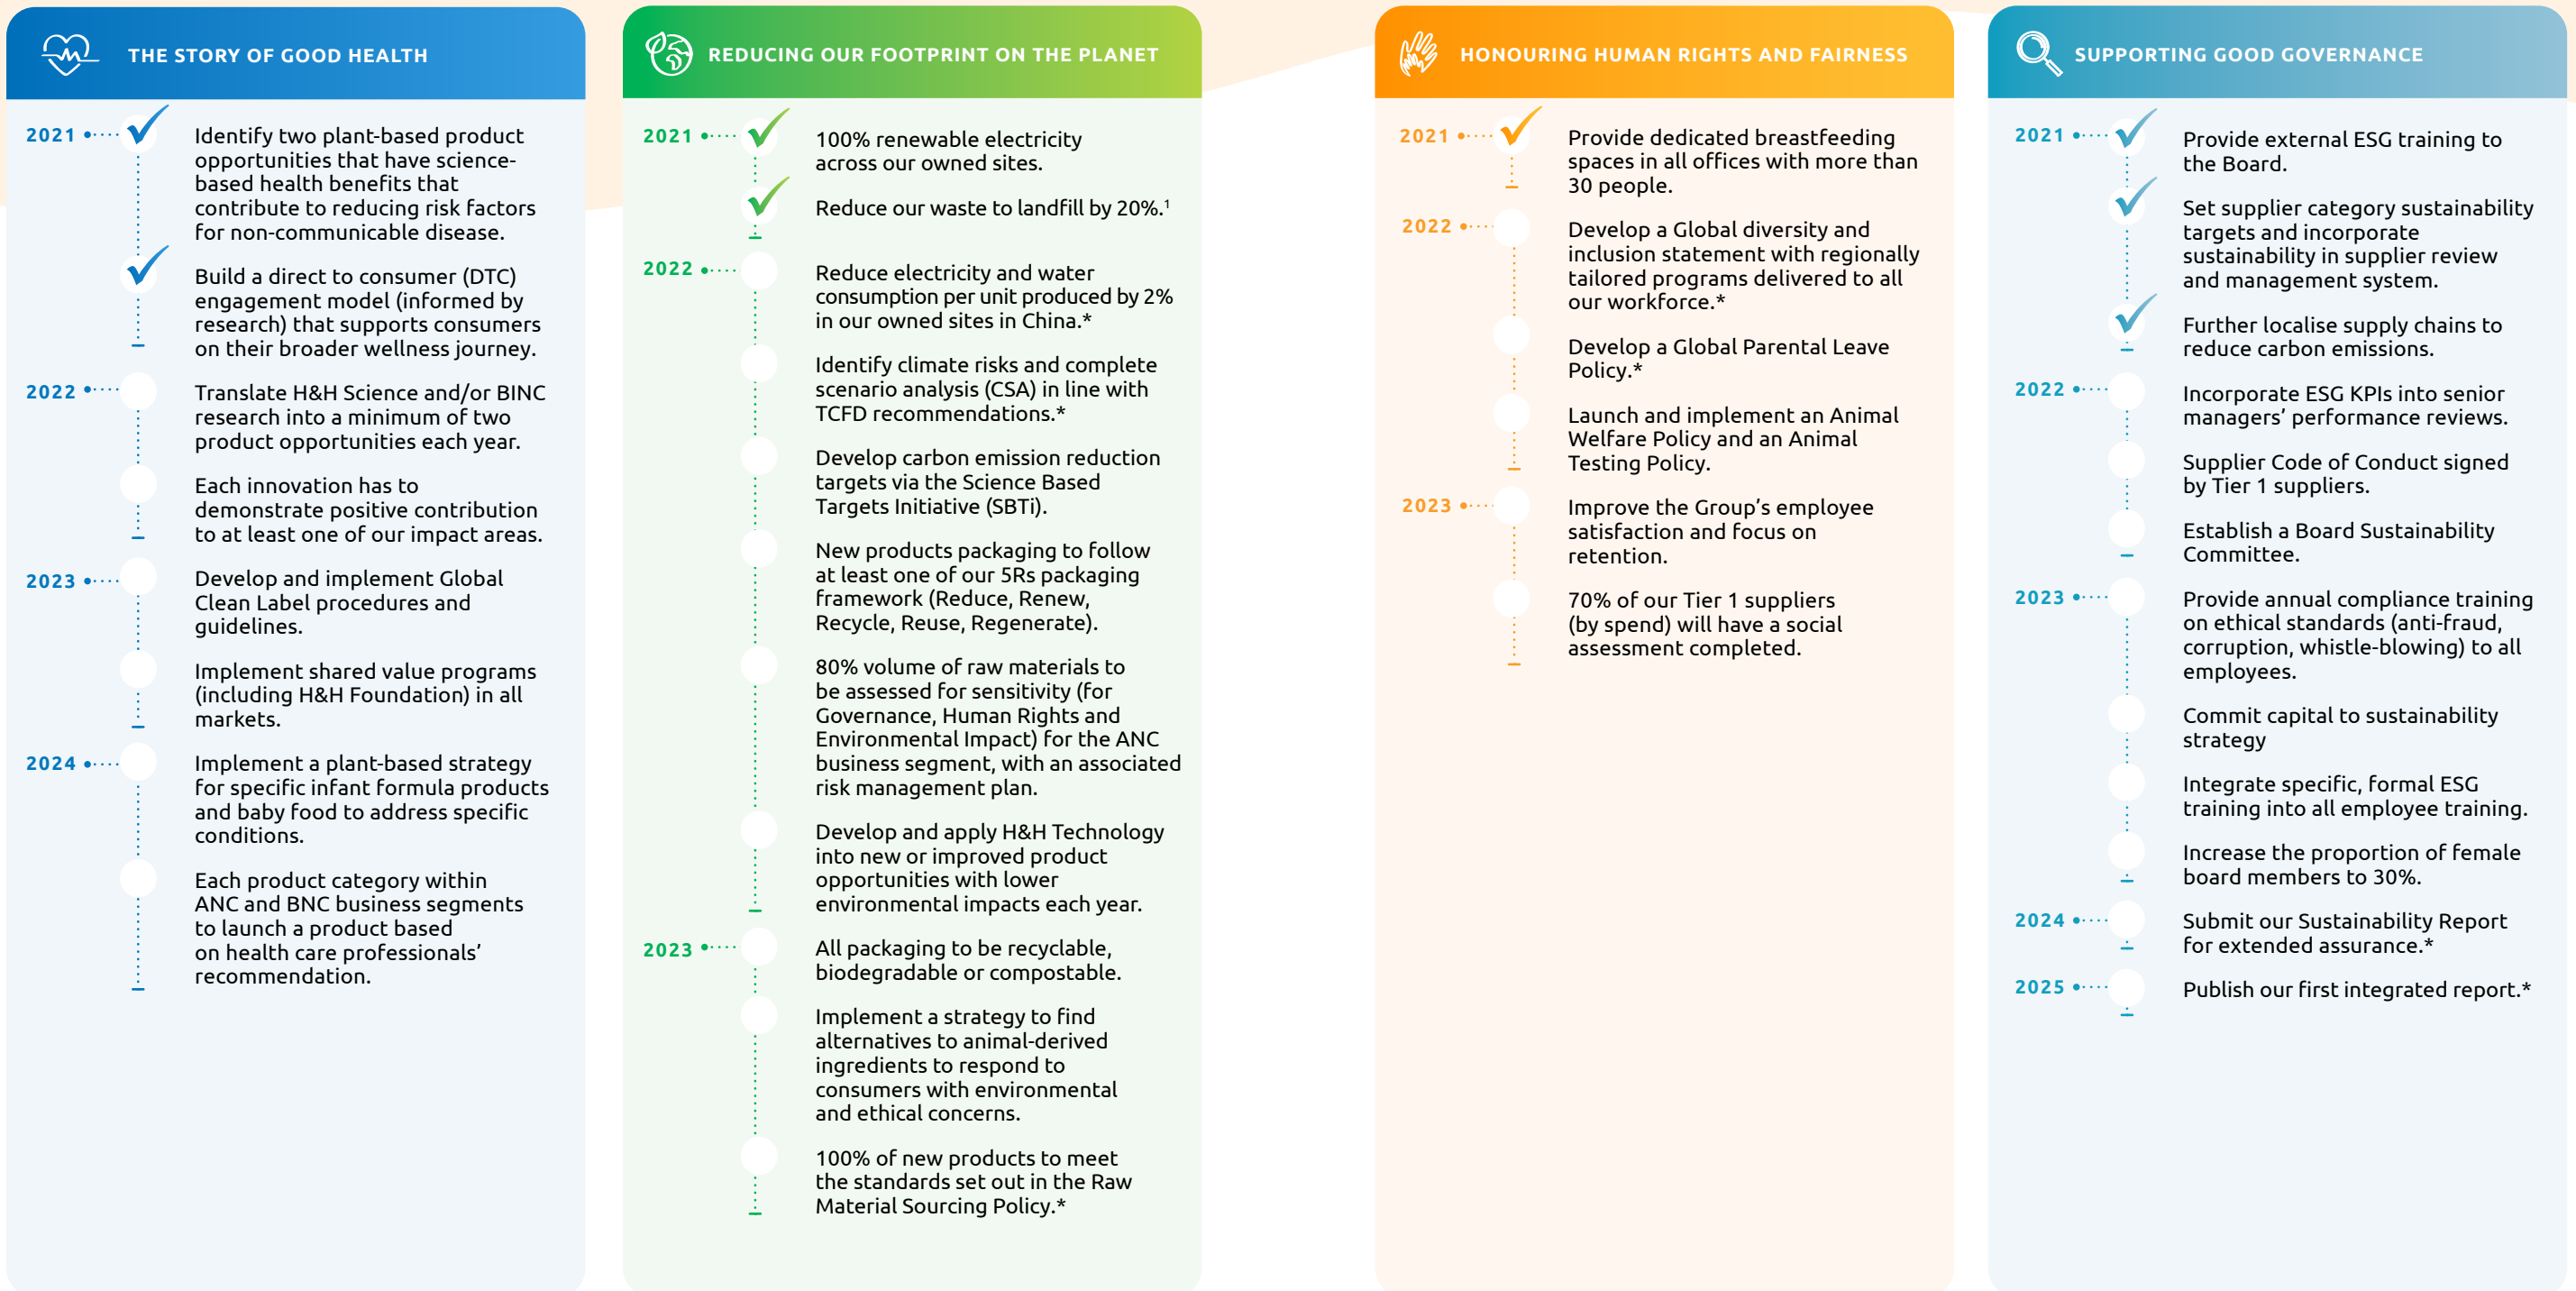 THE STORY OF GOOD HEALTH
2021
Identify two plant-based product
opportunities that have science-
based health benefits that
contribute to reducing risk factors
for non-communicable disease.
Build a direct to consumer (DTC)
engagement model (informed by
research) that supports consumers
on their broader wellness journey.
2022
Translate H&H Science and/or BINC
research into a minimum of two
product opportunities each year.
Each innovation has to
demonstrate positive contribution
to at least one of our impact areas.
2023
Develop and implement Global
Clean Label procedures and
guidelines.
Implement shared value programs
(including H&H Foundation) in all
markets.
2024
Implement a plant-based strategy
for specific infant formula products
and baby food to address specific
conditions.
Each product category within
ANC and BNC business segments
to launch a product based
on health care professionals’
recommendation.
REDUCING OUR FOOTPRINT ON THE PLANET
2021
100% renewable electricity
across our owned sites.
Reduce our waste to landfill by 20%.¹
2022
Reduce electricity and water
consumption per unit produced by 2%
in our owned sites in China.*
Identify climate risks and complete
scenario analysis (CSA) in line with
TCFD recommendations.*
Develop carbon emission reduction
targets via the Science Based
Targets Initiative (SBTi).
New products packaging to follow
at least one of our 5Rs packaging
framework (Reduce, Renew,
Recycle, Reuse, Regenerate).
80% volume of raw materials to
be assessed for sensitivity (for
Governance, Human Rights and
Environmental Impact) for the ANC
business segment, with an associated
risk management plan.
Develop and apply H&H Technology
into new or improved product
opportunities with lower
environmental impacts each year.
2023
All packaging to be recyclable,
biodegradable or compostable.
Implement a strategy to find
alternatives to animal-derived
ingredients to respond to
consumers with environmental
and ethical concerns.
100% of new products to meet
the standards set out in the Raw
Material Sourcing Policy.*
HONOURING HUMAN RIGHTS AND FAIRNESS
2021
Provide dedicated breastfeeding
spaces in all offices with more than
30 people.
2022
Develop a Global diversity and
inclusion statement with regionally
tailored programs delivered to all
our workforce.*
Develop a Global Parental Leave
Policy.*
Launch and implement an Animal
Welfare Policy and an Animal
Testing Policy.
2023
Improve the Group’s employee
satisfaction and focus on
retention.
70% of our Tier 1 suppliers
(by spend) will have a social
assessment completed.
SUPPORTING GOOD GOVERNANCE
2021
Provide external ESG training to
the Board.
Set supplier category sustainability
targets and incorporate
sustainability in supplier review
and management system.
Further localise supply chains to
reduce carbon emissions.
2022
Incorporate ESG KPIs into senior
managers’ performance reviews.
Supplier Code of Conduct signed
by Tier 1 suppliers.
Establish a Board Sustainability
Committee.
2023
Provide annual compliance training
on ethical standards (anti-fraud,
corruption, whistle-blowing) to all
employees.
Commit capital to sustainability
strategy
Integrate specific, formal ESG
training into all employee training.
Increase the proportion of female
board members to 30%.
2024
Submit our Sustainability Report
for extended assurance.*
2025
Publish our first integrated report.*